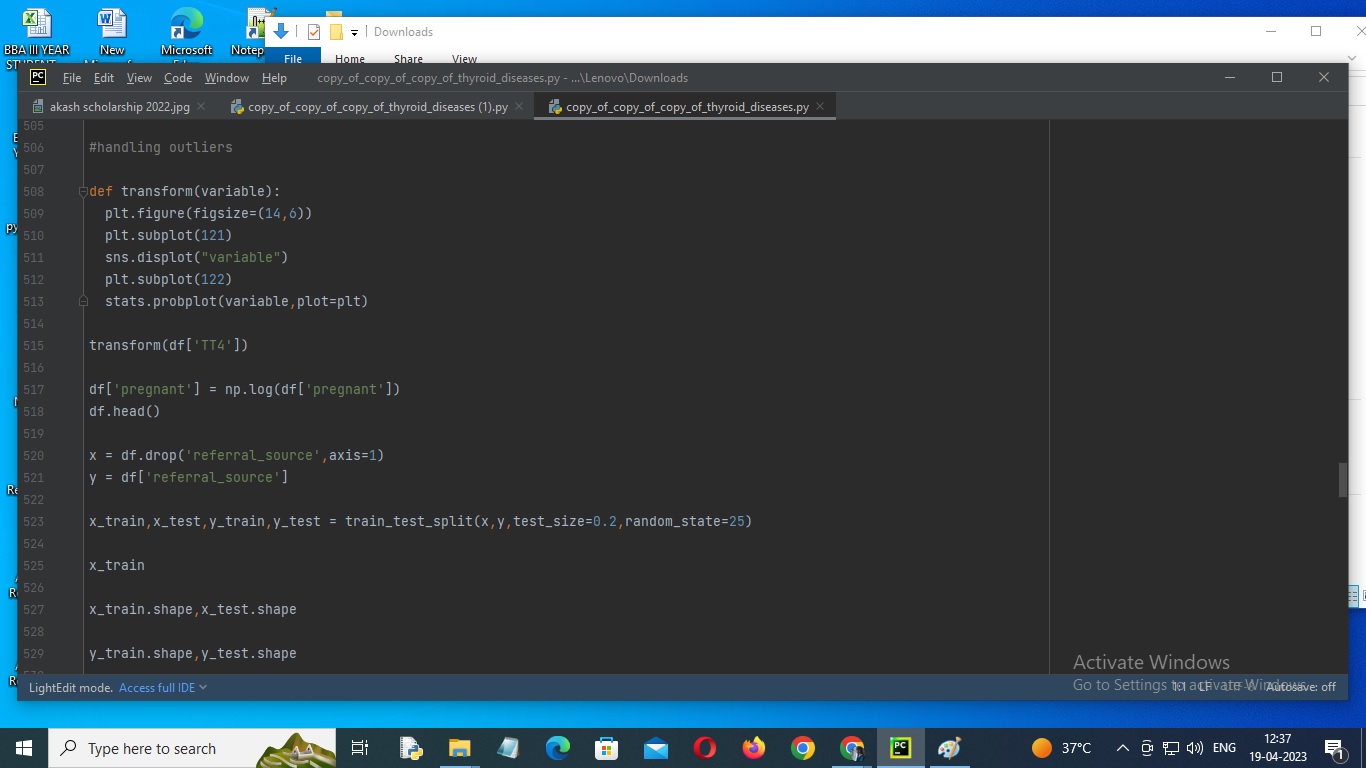 BBA III YEAR
New
Microsoft
Downloads
File Home Share View
PC File Edit View Code Window Help copy_of_copy_of_copy_of_thyroid_diseases.py - ...\Lenovo\Downloads
akash scholarship 2022.jpg copy_of_copy_of_copy_of_thyroid_diseases (1).py copy_of_copy_of_copy_of_thyroid_diseases.py
505
506 #handling outliers
507
508 def transform(variable):
509 plt.figure(figsize=(14,6))
510 plt.subplot(121)
511 sns.displot("variable")
512 plt.subplot(122)
513 stats.probplot(variable,plot=plt)
514
515 transform(df['TT4'])
516
517 df['pregnant'] = np.log(df['pregnant'])
518 df.head()
519
520 x = df.drop('referral_source',axis=1)
521 y = df['referral_source']
522
523 x_train,x_test,y_train,y_test = train_test_split(x,y,test_size=0.2,random_state=25)
524
525 x_train
526
527 x_train.shape,x_test.shape
528
529 y_train.shape,y_test.shape
Activate Windows
Go to Settings to activate Windows.
LightEdit mode. Access full IDE 1:1 LF UTF-8 Autosave: off
Type here to search PC 37°C ENG 12:37
19-04-2023 1